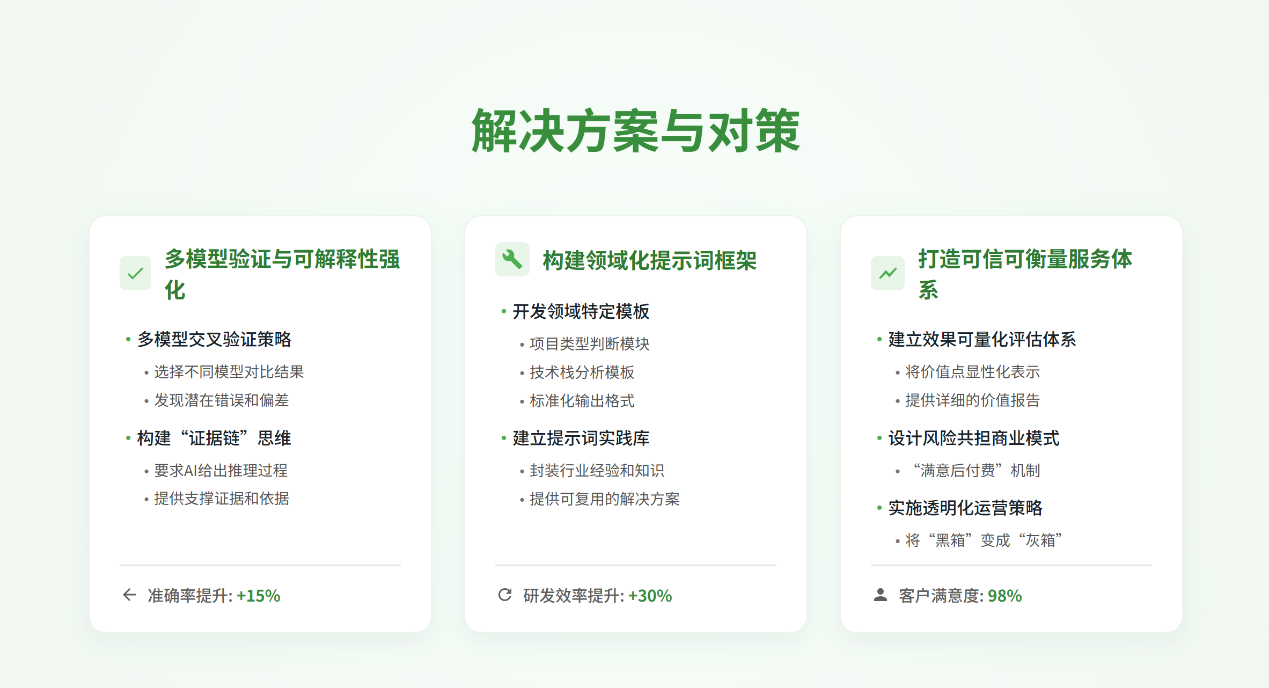 解决方案与对策
多模型验证与可解释性强
化
• 多模型交叉验证策略
• 选择不同模型对比结果
• 发现潜在错误和偏差
• 构建“证据链”思维
• 要求AI给出推理过程
• 提供支撑证据和依据
准确率提升: +15%
构建领域化提示词框架
• 开发领域特定模板
• 项目类型判断模块
• 技术栈分析模板
• 标准化输出格式
• 建立提示词实践库
• 封装行业经验和知识
• 提供可复用的解决方案
研发效率提升: +30%
打造可信可衡量服务体
系
• 建立效果可量化评估体系
• 将价值点显性化表示
• 提供详细的价值报告
• 设计风险共担商业模式
• “满意后付费”机制
• 实施透明化运营策略
• 将“黑箱”变成“灰箱”
客户满意度: 98%